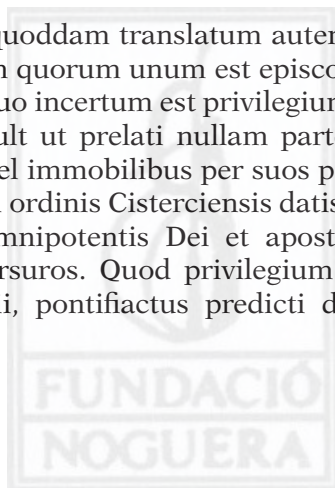 quoddam translatum auten
n quorum unum est episco
uo incertum est privilegium
ult ut prelati nullam part
el immobilibus per suos p
i ordinis Cisterciensis datis
mnipotentis Dei et apost
rsuros. Quod privilegium
i, pontifiactus predicti d
FUNDACIÓ
NOGUERA